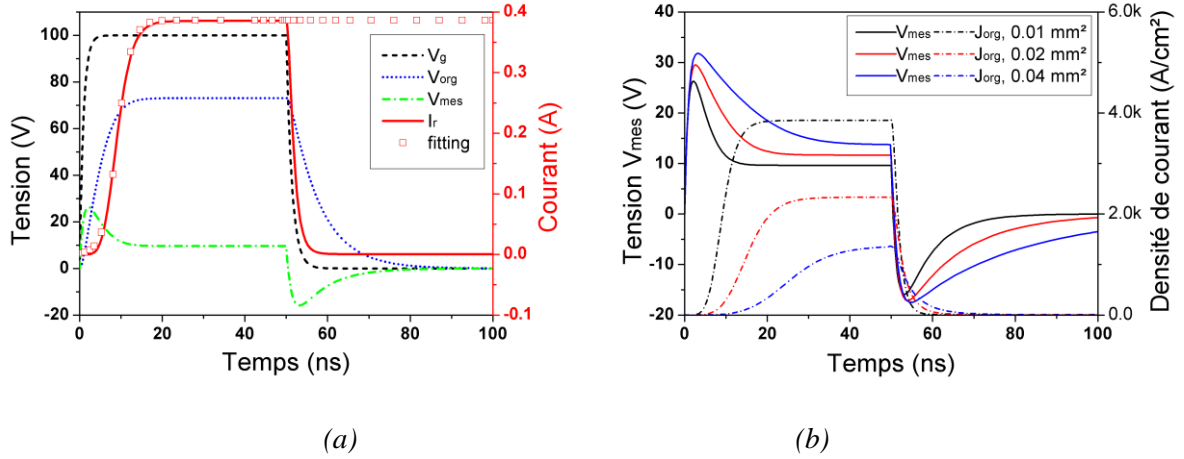 Tension (V)
100
80
60
40
20
0
-20
0 20 40 60 80 100
Temps (ns)
0.4
0.3
0.2
0.1
0.0
-0.1
Courant (A)
Vg
Vorg
Vmes
Ir
fitting
(a)
Tension Vmes (V)
40
30
20
10
0
-10
-20
0 20 40 60 80 100
Temps (ns)
6.0k
4.0k
2.0k
0.0
Densité de courant (A/cm²)
Vmes Jorg, 0.01 mm²
Vmes Jorg, 0.02 mm²
Vmes Jorg, 0.04 mm²
(b)